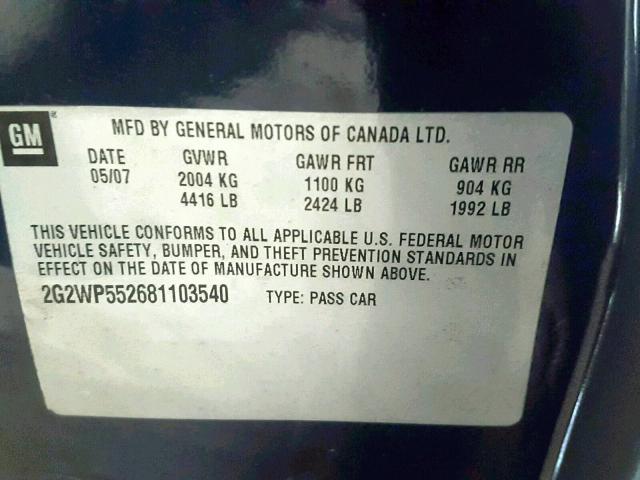 GM
MFD BY GENERAL MOTORS OF CANADA LTD.
DATE GVWR GAWR FRT GAWR RR
05/07 2004 KG 1100 KG 904 KG
4416 LB 2424 LB 1992 LB
THIS VEHICLE CONFORMS TO ALL APPLICABLE U.S. FEDERAL MOTOR
VEHICLE SAFETY, BUMPER, AND THEFT PREVENTION STANDARDS IN
EFFECT ON THE DATE OF MANUFACTURE SHOWN ABOVE.
2G2WP552681103540 TYPE: PASS CAR